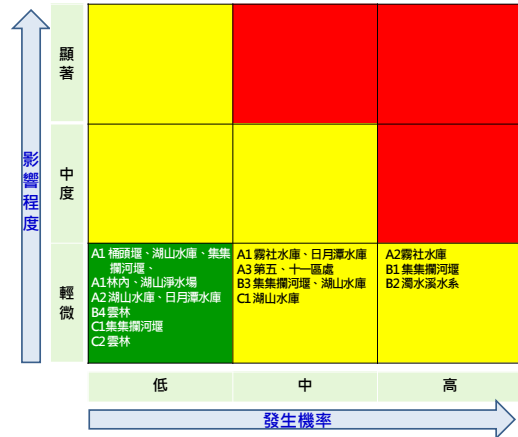 影響程度
顯著
中度
輕微
A1 桶頭堰、湖山水庫、集集
攔河堰、
A1林內、湖山淨水場
A2 湖山水庫、日月潭水庫
B4 雲林
C1集集攔河堰
C2 雲林
A1 霧社水庫、日月潭水庫
A3 第五、十一區處
B3 集集攔河堰、湖山水庫
C1 湖山水庫
A2霧社水庫
B1 集集攔河堰
B2 濁水溪水系
低
中
高
發生機率